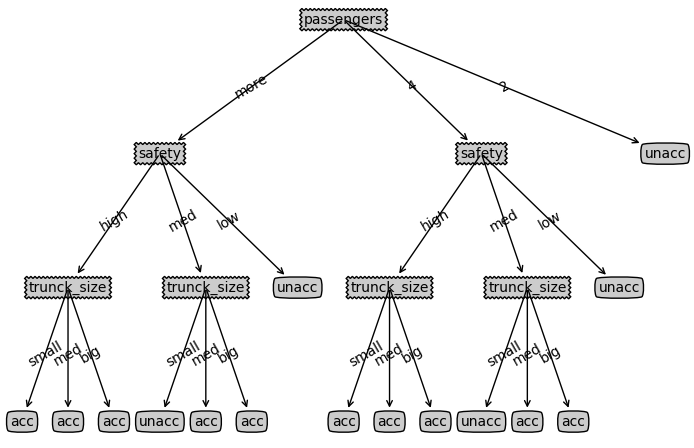 passengers
more 4 2
safety safety unacc
high med low high med low
trunck_size trunck_size unacc trunck_size trunck_size unacc
small med big small med big small med big small med big
acc acc acc unacc acc acc acc acc acc unacc acc acc